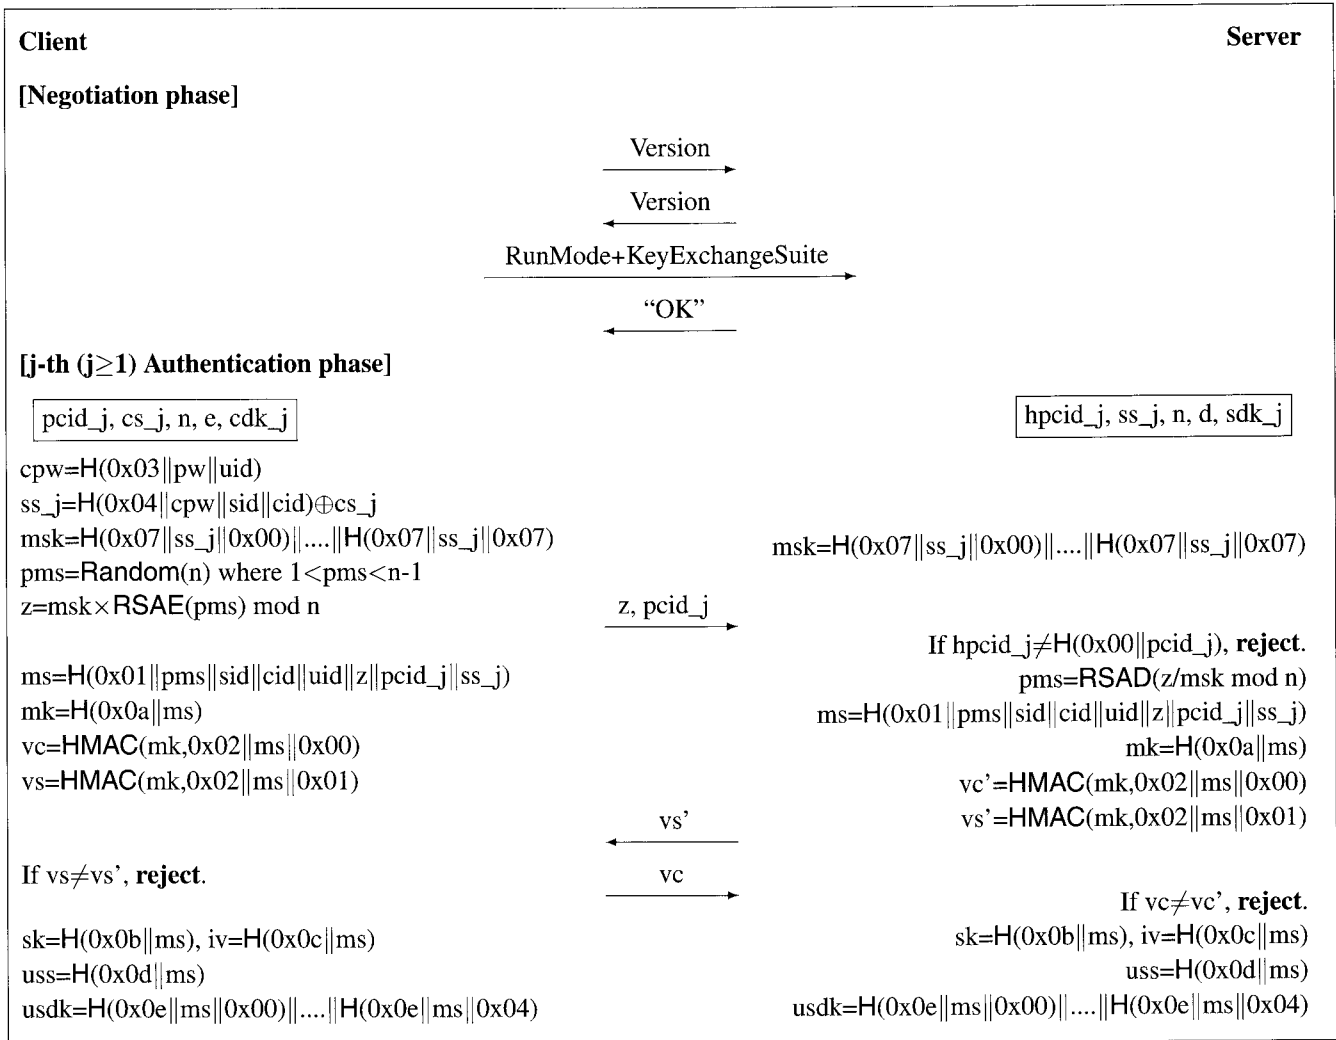 Client
Server
[Negotiation phase]
Version
Version
RunMode+KeyExchangeSuite
“OK”
[j-th (j≥1) Authentication phase]
pcid_j, cs_j, n, e, cdk_j
hpcid_j, ss_j, n, d, sdk_j
cpw=H(0x03||pw||uid)
ss_j=H(0x04||cpw||sid||cid)⊕cs_j
msk=H(0x07||ss_j||0x00)||....||H(0x07||ss_j||0x07)
msk=H(0x07||ss_j||0x00)||....||H(0x07||ss_j||0x07)
pms=Random(n) where 1<pms<n-1
z=msk×RSAE(pms) mod n
z, pcid_j
If hpcid_j≠H(0x00||pcid_j), reject.
ms=H(0x01||pms||sid||cid||uid||z||pcid_j||ss_j)
pms=RSAD(z/msk mod n)
mk=H(0x0a||ms)
ms=H(0x01||pms||sid||cid||uid||z||pcid_j||ss_j)
vc=HMAC(mk,0x02||ms||0x00)
mk=H(0x0a||ms)
vs=HMAC(mk,0x02||ms||0x01)
vc’=HMAC(mk,0x02||ms||0x00)
vs’=HMAC(mk,0x02||ms||0x01)
vs’
If vs≠vs’, reject.
vc
If vc≠vc’, reject.
sk=H(0x0b||ms), iv=H(0x0c||ms)
sk=H(0x0b||ms), iv=H(0x0c||ms)
uss=H(0x0d||ms)
uss=H(0x0d||ms)
usdk=H(0x0e||ms||0x00)||....||H(0x0e||ms||0x04)
usdk=H(0x0e||ms||0x00)||....||H(0x0e||ms||0x04)